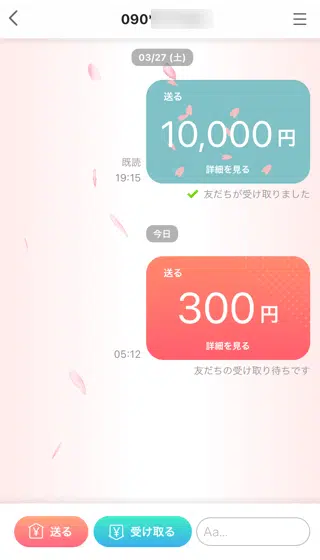 090'
03/27 (土)
送る
10,000円
詳細を見る
既読
19:15
友だちが受け取りました
今日
送る
300円
詳細を見る
05:12
友だちの受け取り待ちです
送る
受け取る
Aa...